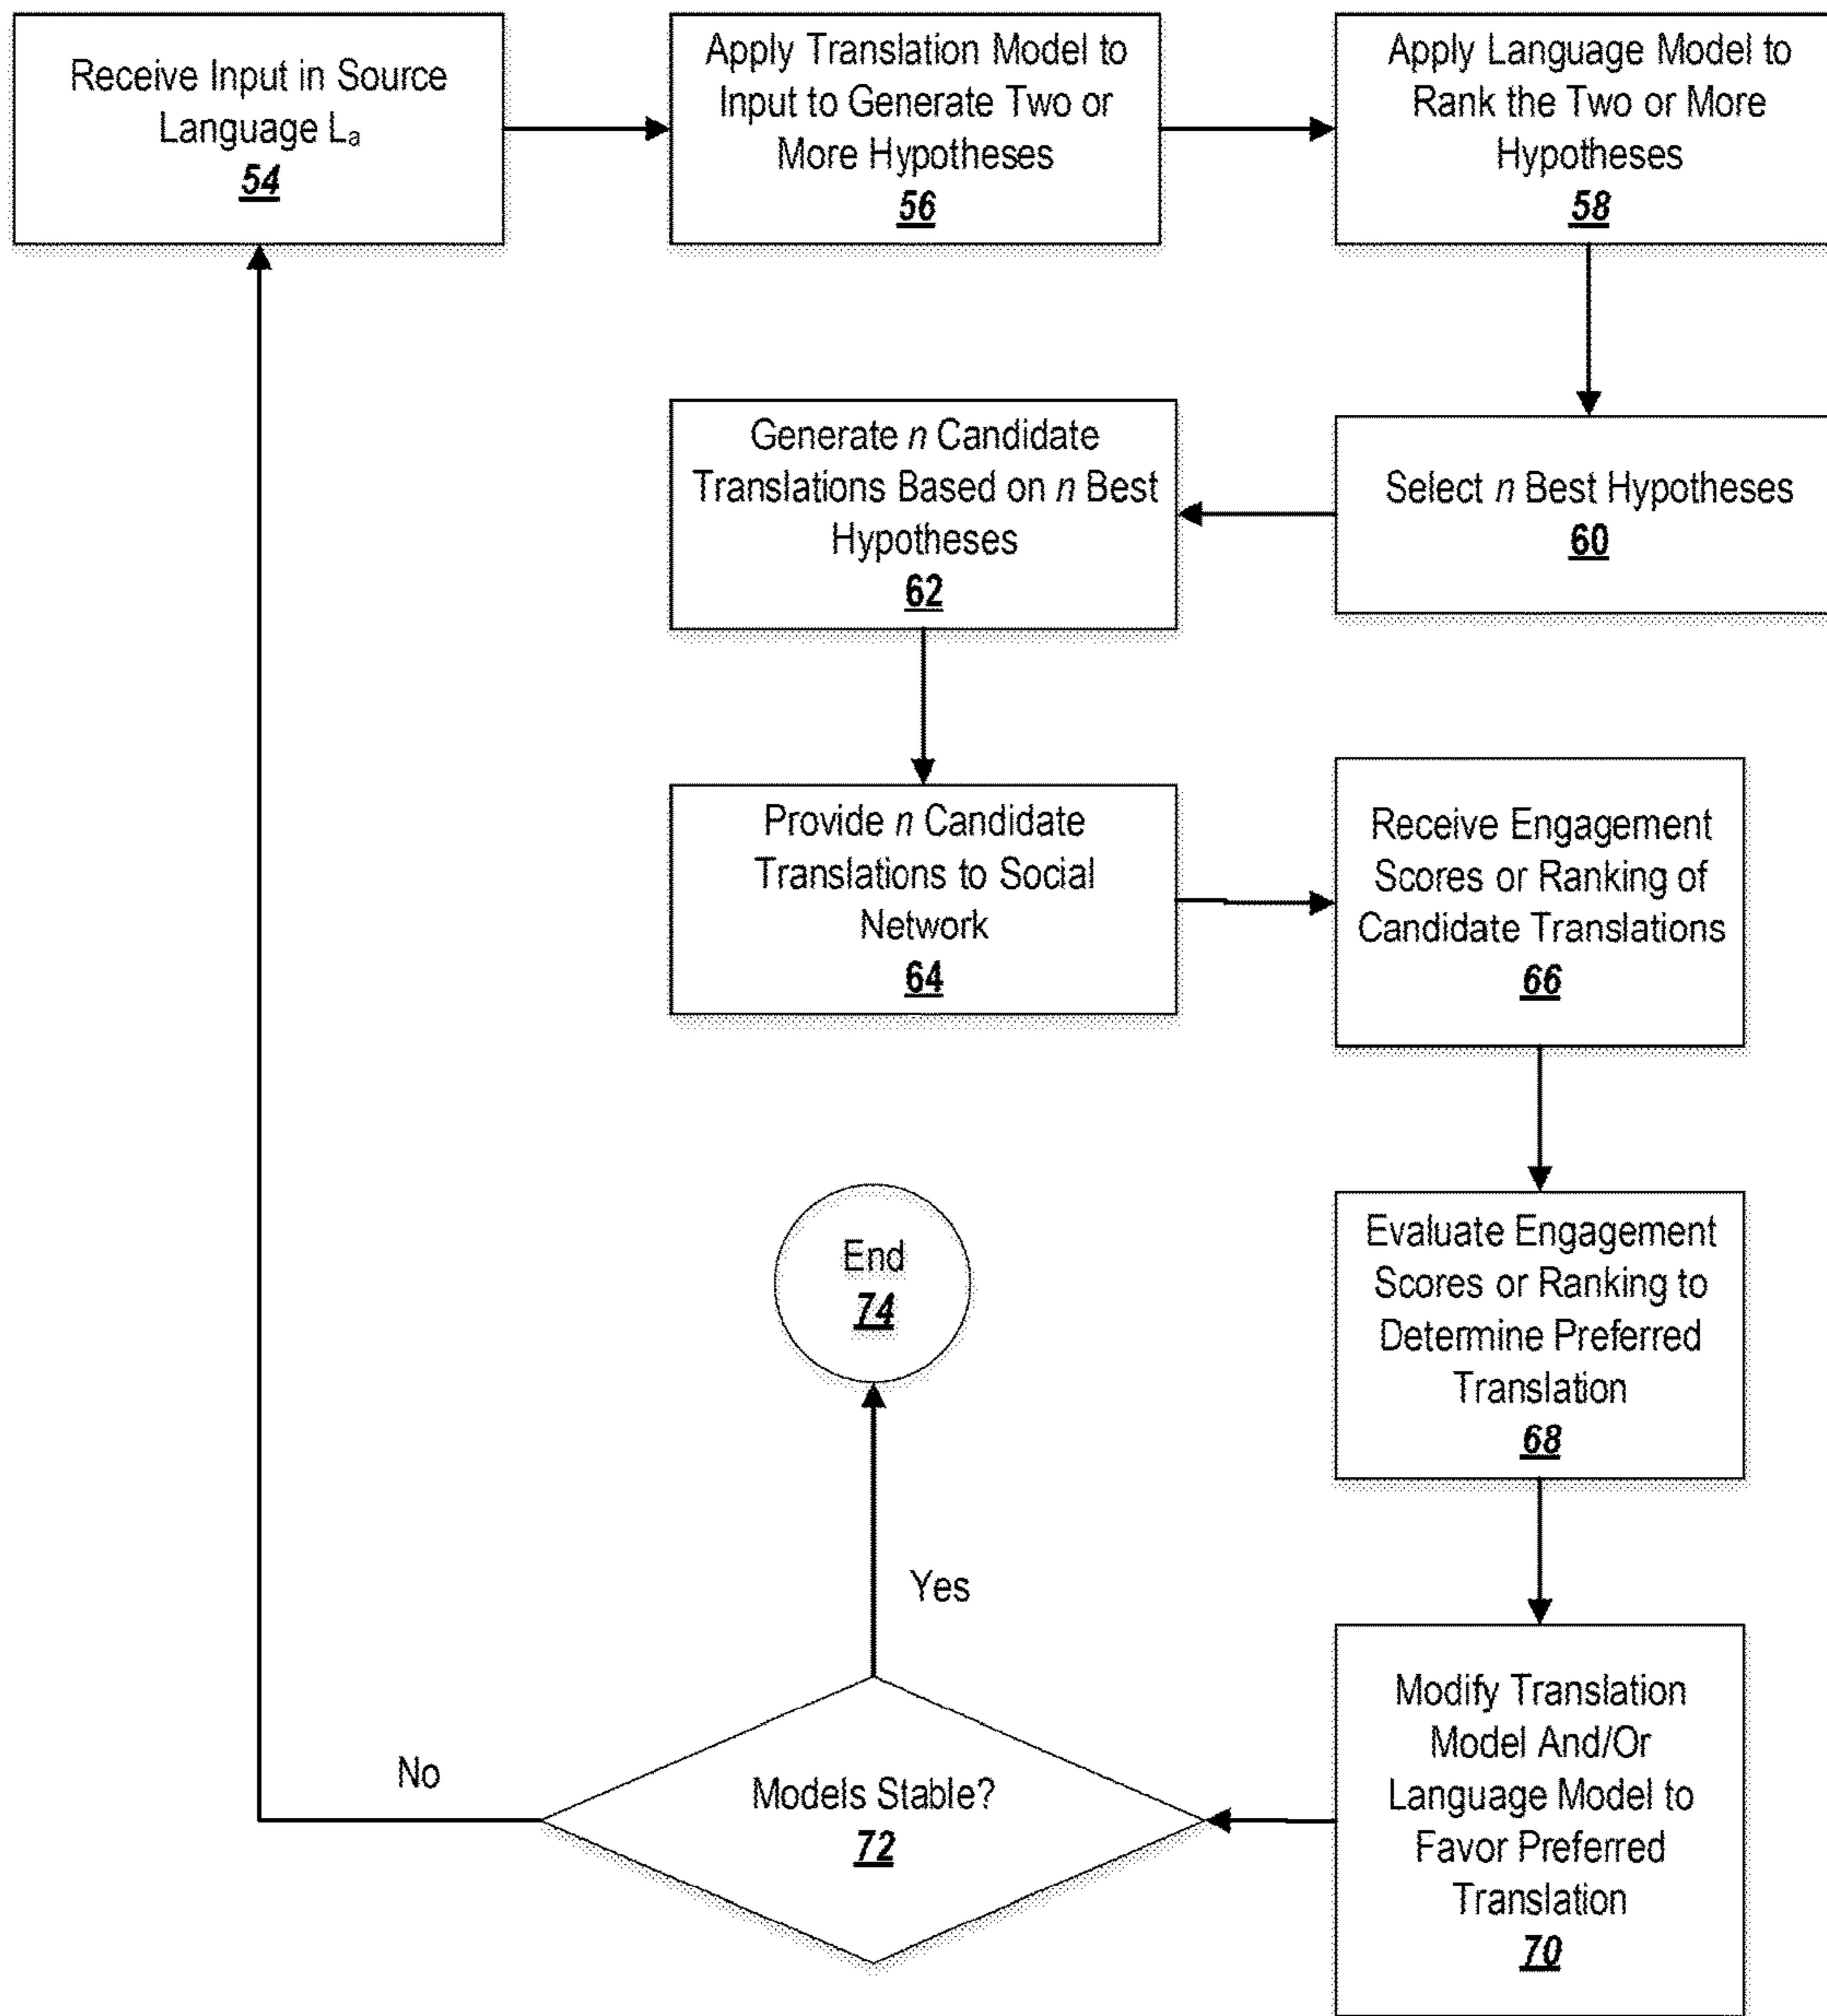 Receive Input in Source
Language La
54
Apply Translation Model to
Input to Generate Two or
More Hypotheses
56
Apply Language Model to
Rank the Two or More
Hypotheses
58
Select n Best Hypotheses
60
Generate n Candidate
Translations Based on n Best
Hypotheses
62
Provide n Candidate
Translations to Social
Network
64
Receive Engagement
Scores or Ranking of
Candidate Translations
66
Evaluate Engagement
Scores or Ranking to
Determine Preferred
Translation
68
Modify Translation
Model And/Or
Language Model to
Favor Preferred
Translation
70
Models Stable?
72
No
Yes
End
74